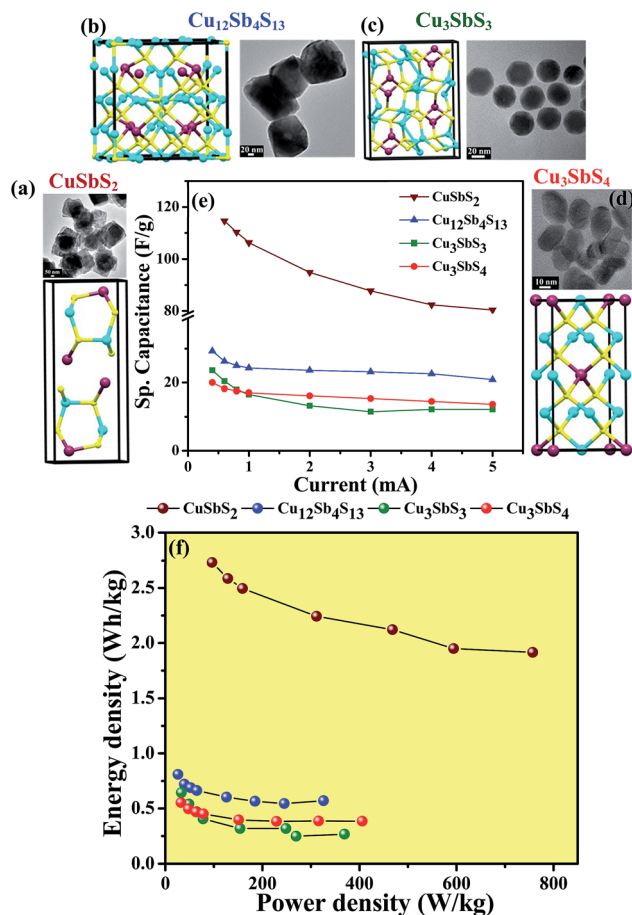 (b) Cu12Sb4S13
20 nm
(c) Cu3SbS3
20 nm
(a)
CuSbS2
50 nm
Cu3SbS4
(d)
10 nm
(e)
CuSbS2
Cu12Sb4S13
Cu3SbS3
Cu3SbS4
Sp. Capacitance (F/g)
120
100
80
20
0
0 1 2 3 4 5
Current (mA)
CuSbS2 Cu12Sb4S13 Cu3SbS3 Cu3SbS4
(f)
Energy density (Wh/kg)
3.0
2.5
2.0
1.5
1.0
0.5
0.0
0 200 400 600 800
Power density (W/kg)